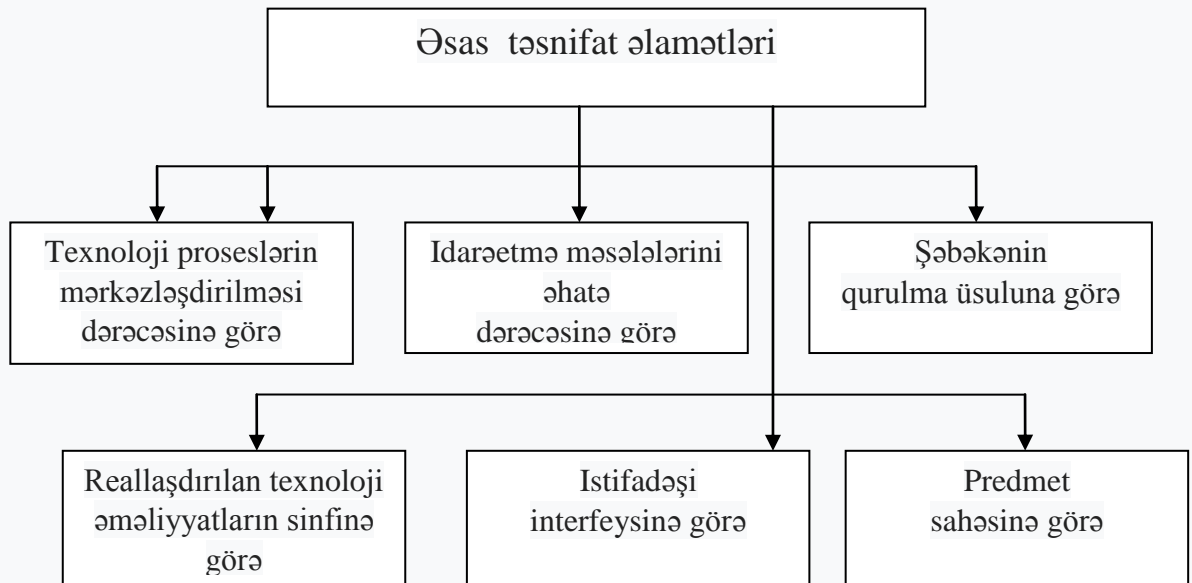 Əsas təsnifat əlamətləri
Texnoloji proseslərin
mərkəzləşdirilməsi
dərəcəsinə görə
Idarəetmə məsələlərini
əhatə
dərəcəsinə görə
Şəbəkənin
qurulma üsuluna görə
Reallaşdırılan texnoloji
əməliyyatların sinfinə
görə
Istifadəşi
interfeysinə görə
Predmet
sahəsinə görə